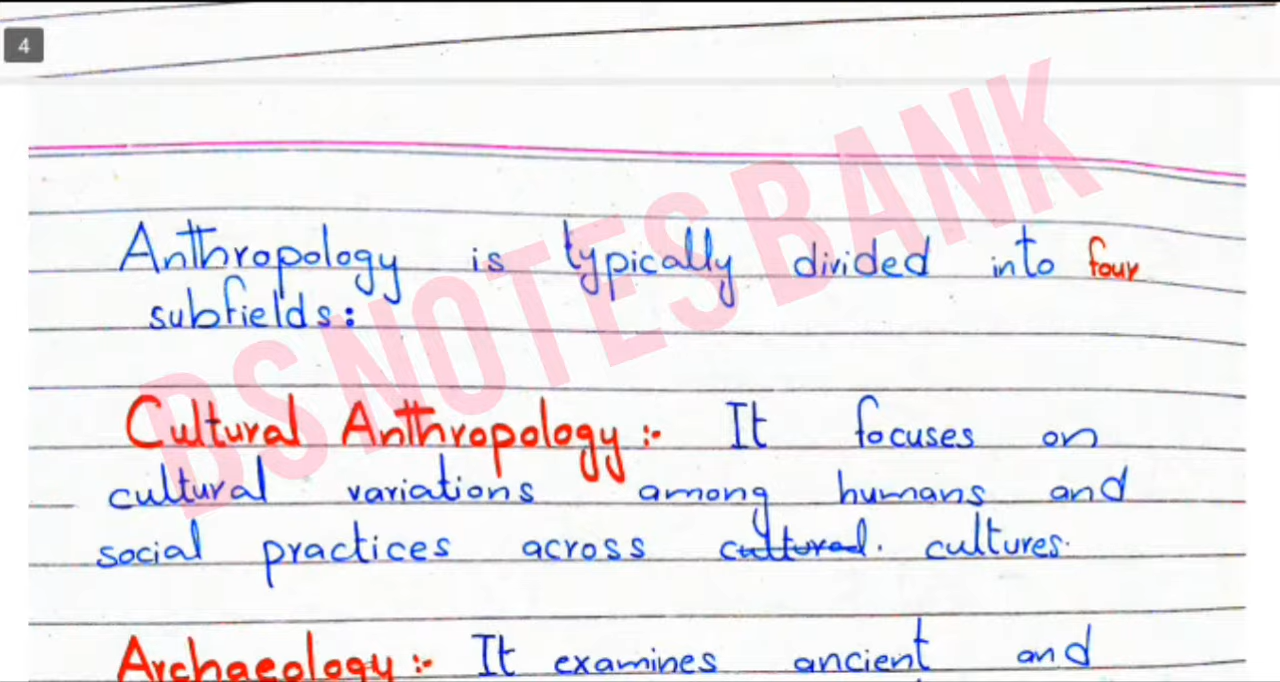 4
DSNOTESBANK
Anthropology is typically divided into four
subfields:
Cultural Anthropology :- It focuses on
cultural variations among humans and
social practices across cultural. cultures.
Archaeology :- It examines ancient and